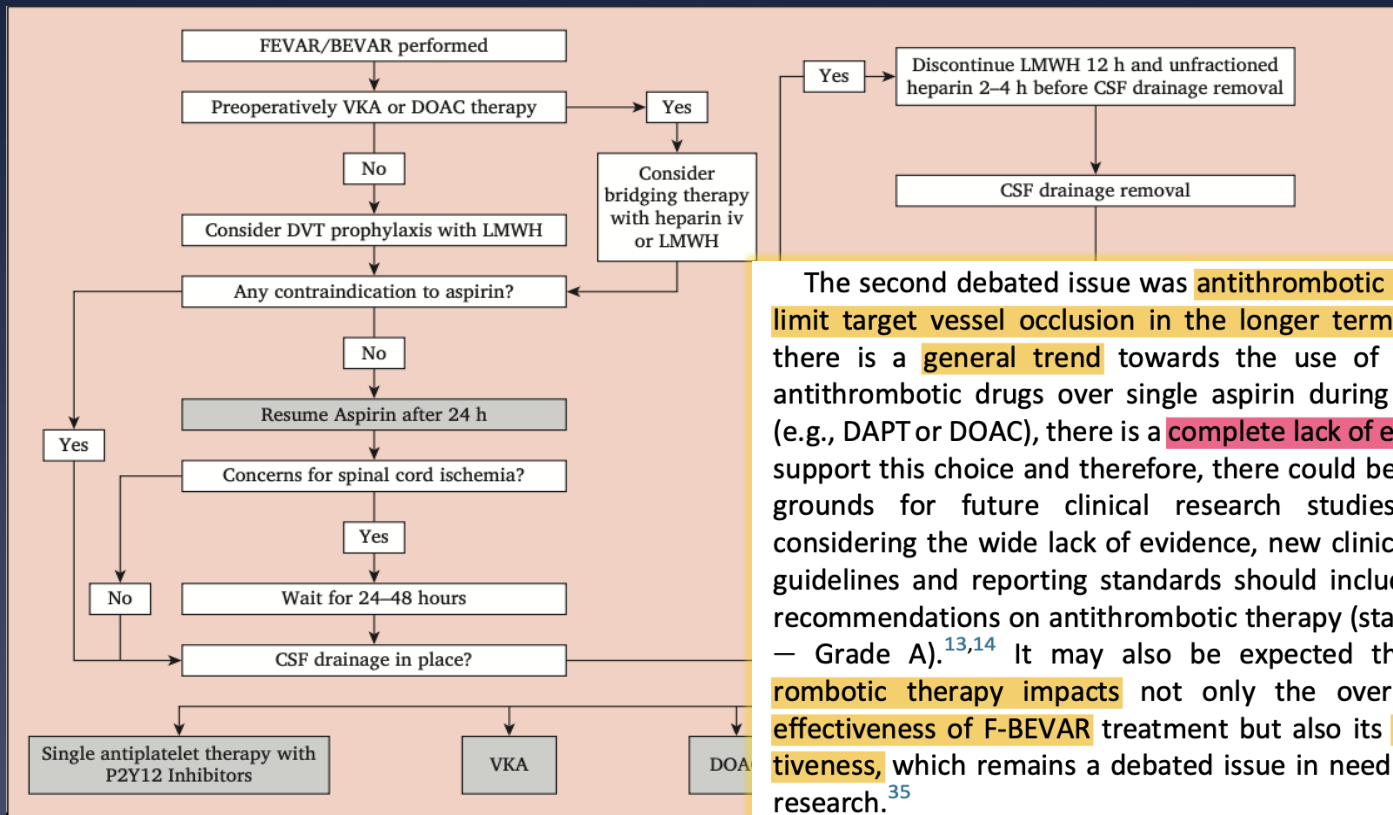 FEVAR/BEVAR performed
Preoperatively VKA or DOAC therapy
Yes
No
Consider
bridging therapy
with heparin iv
or LMWH
Consider DVT prophylaxis with LMWH
Any contraindication to aspirin?
No
Resume Aspirin after 24 h
Yes
Concerns for spinal cord ischemia?
Yes
No
Wait for 24–48 hours
CSF drainage in place?
Single antiplatelet therapy with
P2Y12 Inhibitors
VKA
Yes
Discontinue LMWH 12 h and unfractioned
heparin 2–4 h before CSF drainage removal
CSF drainage removal
The second debated issue was antithrombotic
limit target vessel occlusion in the longer term
there is a general trend towards the use of
antithrombotic drugs over single aspirin during
(e.g., DAPT or DOAC), there is a complete lack of
support this choice and therefore, there could be
grounds for future clinical research studies
considering the wide lack of evidence, new
guidelines and reporting standards should
recommendations on antithrombotic therapy
— Grade A).13,14 It may also be expected
rombotic therapy impacts not only the
effectiveness of F-BEVAR treatment but also its
tiveness, which remains a debated issue in need
research.35